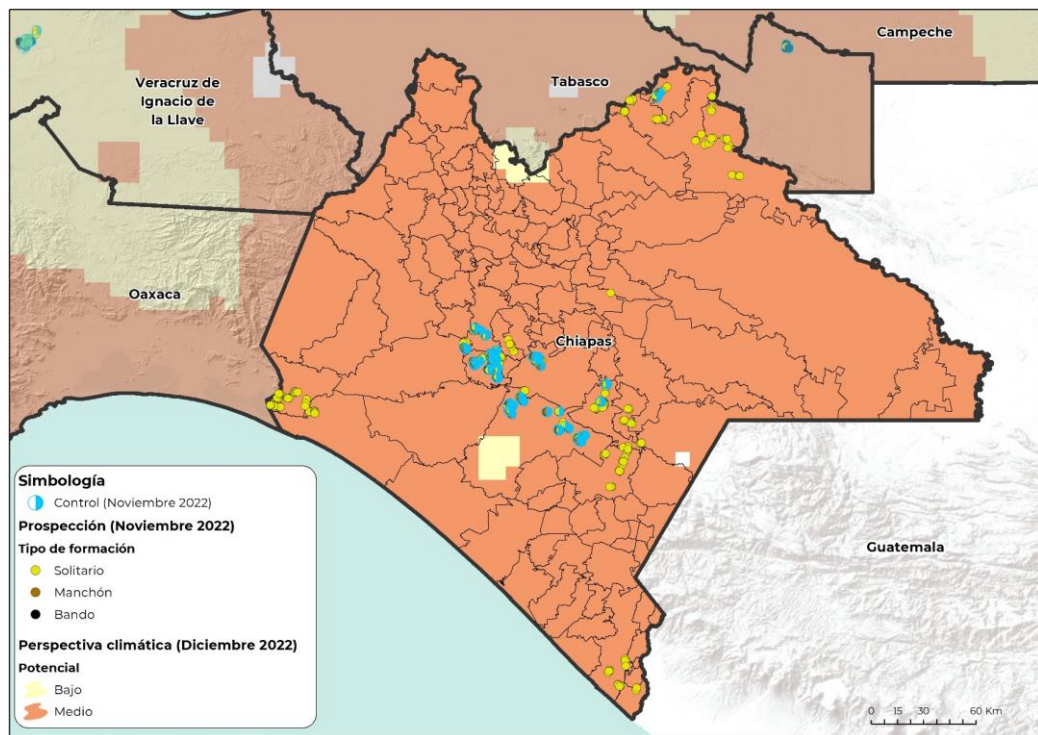 Campeche
Veracruz de
Ignacio de
la Llave
Tabasco
Oaxaca
Chiapas
Guatemala
Simbología
Control (Noviembre 2022)
Prospección (Noviembre 2022)
Tipo de formación
Solitario
Manchón
Bando
Perspectiva climática (Diciembre 2022)
Potencial
Bajo
Medio
0 15 30 60 Km